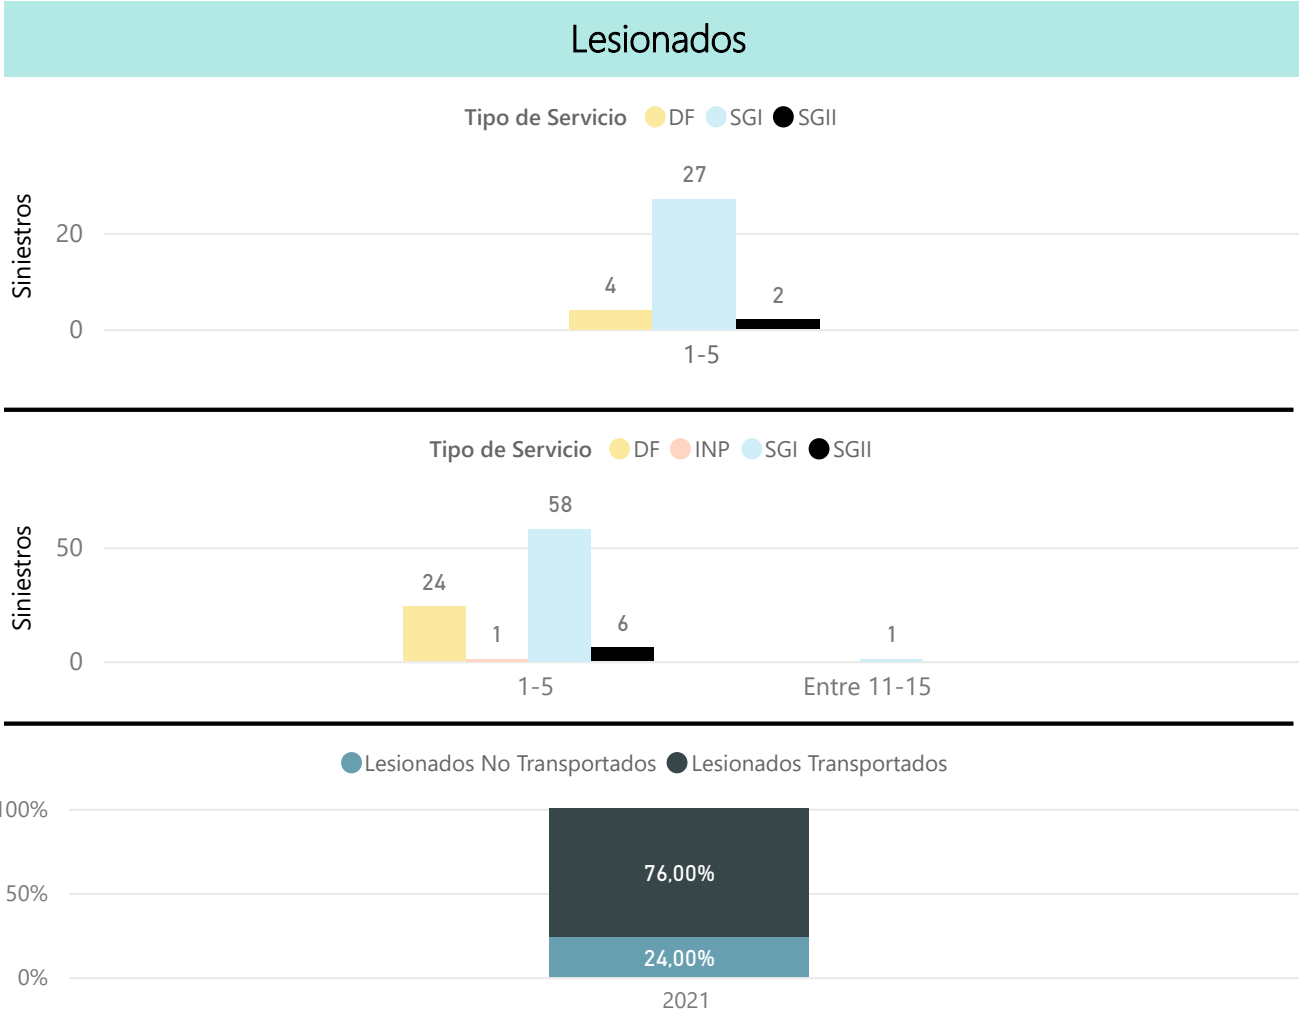 Lesionados
Tipo de Servicio DF SGI SGII
Siniestros
27
20
4
2
0
1-5
Tipo de Servicio DF INP SGI SGII
Siniestros
58
50
24
1
6
1
0
1-5 Entre 11-15
Lesionados No Transportados Lesionados Transportados
100%
76,00%
50%
24,00%
0%
2021